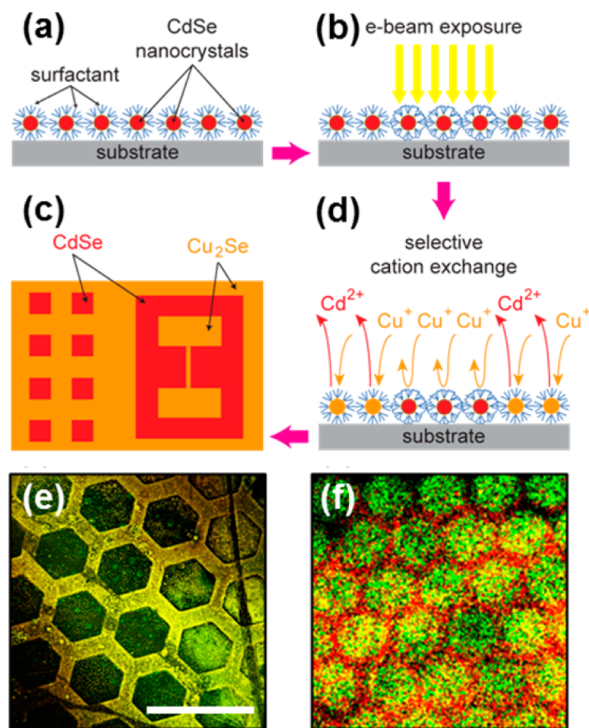 (a)
CdSe
nanocrystals
surfactant
substrate
(b)
e-beam exposure
substrate
(c)
CdSe
Cu₂Se
(d)
selective
cation exchange
Cd²⁺
Cu⁺
Cu⁺
Cu⁺
Cd²⁺
Cu⁺
substrate
(e)
(f)